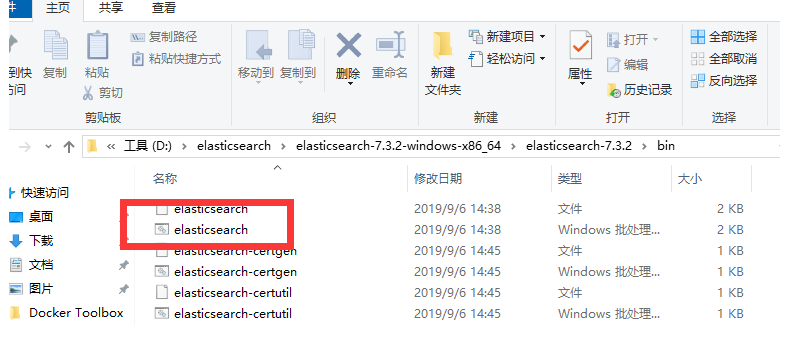 件 主页 共享 查看
到快
访问
复制
粘贴
复制路径
粘贴快捷方式
剪切
移动到 复制到 删除 重命名
新建
文件夹
新建项目
轻松访问
属性
打开
编辑
历史记录
全部选择
全部取消
反向选择
剪贴板 组织 新建 打开 选择
« 工具 (D:) › elasticsearch › elasticsearch-7.3.2-windows-x86_64 › elasticsearch-7.3.2 › bin
名称 修改日期 类型 大小
快速访问
桌面
下载
文档
图片
Docker Toolbox
elasticsearch 2019/9/6 14:38 文件 2 KB
elasticsearch 2019/9/6 14:38 Windows 批处理... 2 KB
elasticsearch-certgen 2019/9/6 14:45 文件 1 KB
elasticsearch-certgen 2019/9/6 14:45 Windows 批处理... 1 KB
elasticsearch-certutil 2019/9/6 14:45 文件 1 KB
elasticsearch-certutil 2019/9/6 14:45 Windows 批处理... 1 KB